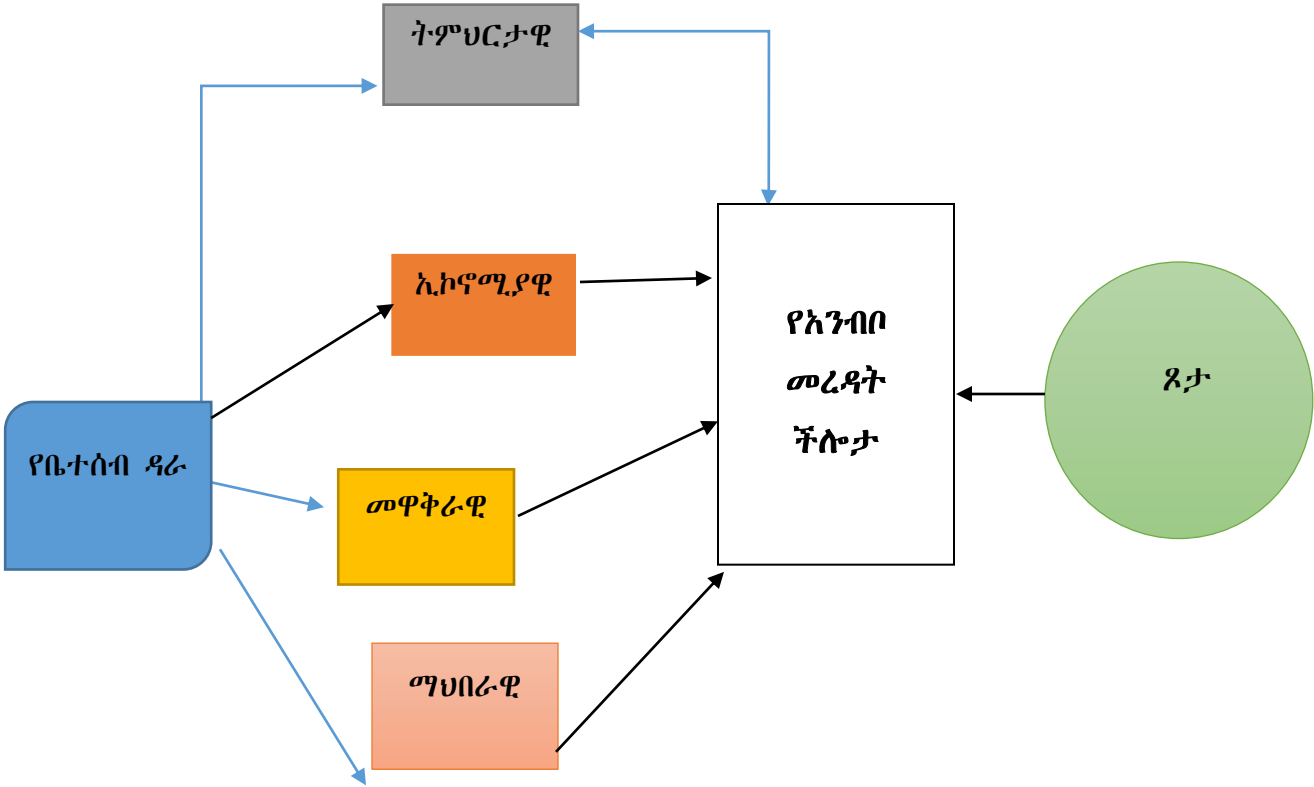 ትምህርታዊ
ኢኮኖሚያዊ
የአንብቦ
መረዳት
ችሎታ
ጾታ
የቤተሰብ ዳራ
መዋቅራዊ
ማህበራዊ